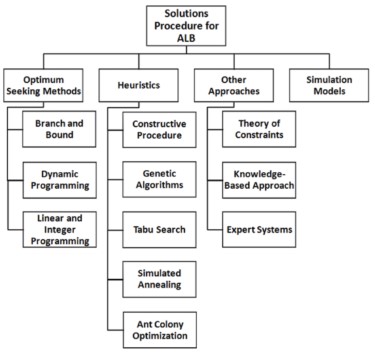 Solutions
Procedure for
ALB
Optimum
Seeking Methods
Heuristics
Other
Approaches
Simulation
Models
Branch and
Bound
Dynamic
Programming
Linear and
Integer
Programming
Constructive
Procedure
Genetic
Algorithms
Tabu Search
Simulated
Annealing
Ant Colony
Optimization
Theory of
Constraints
Knowledge-
Based Approach
Expert Systems